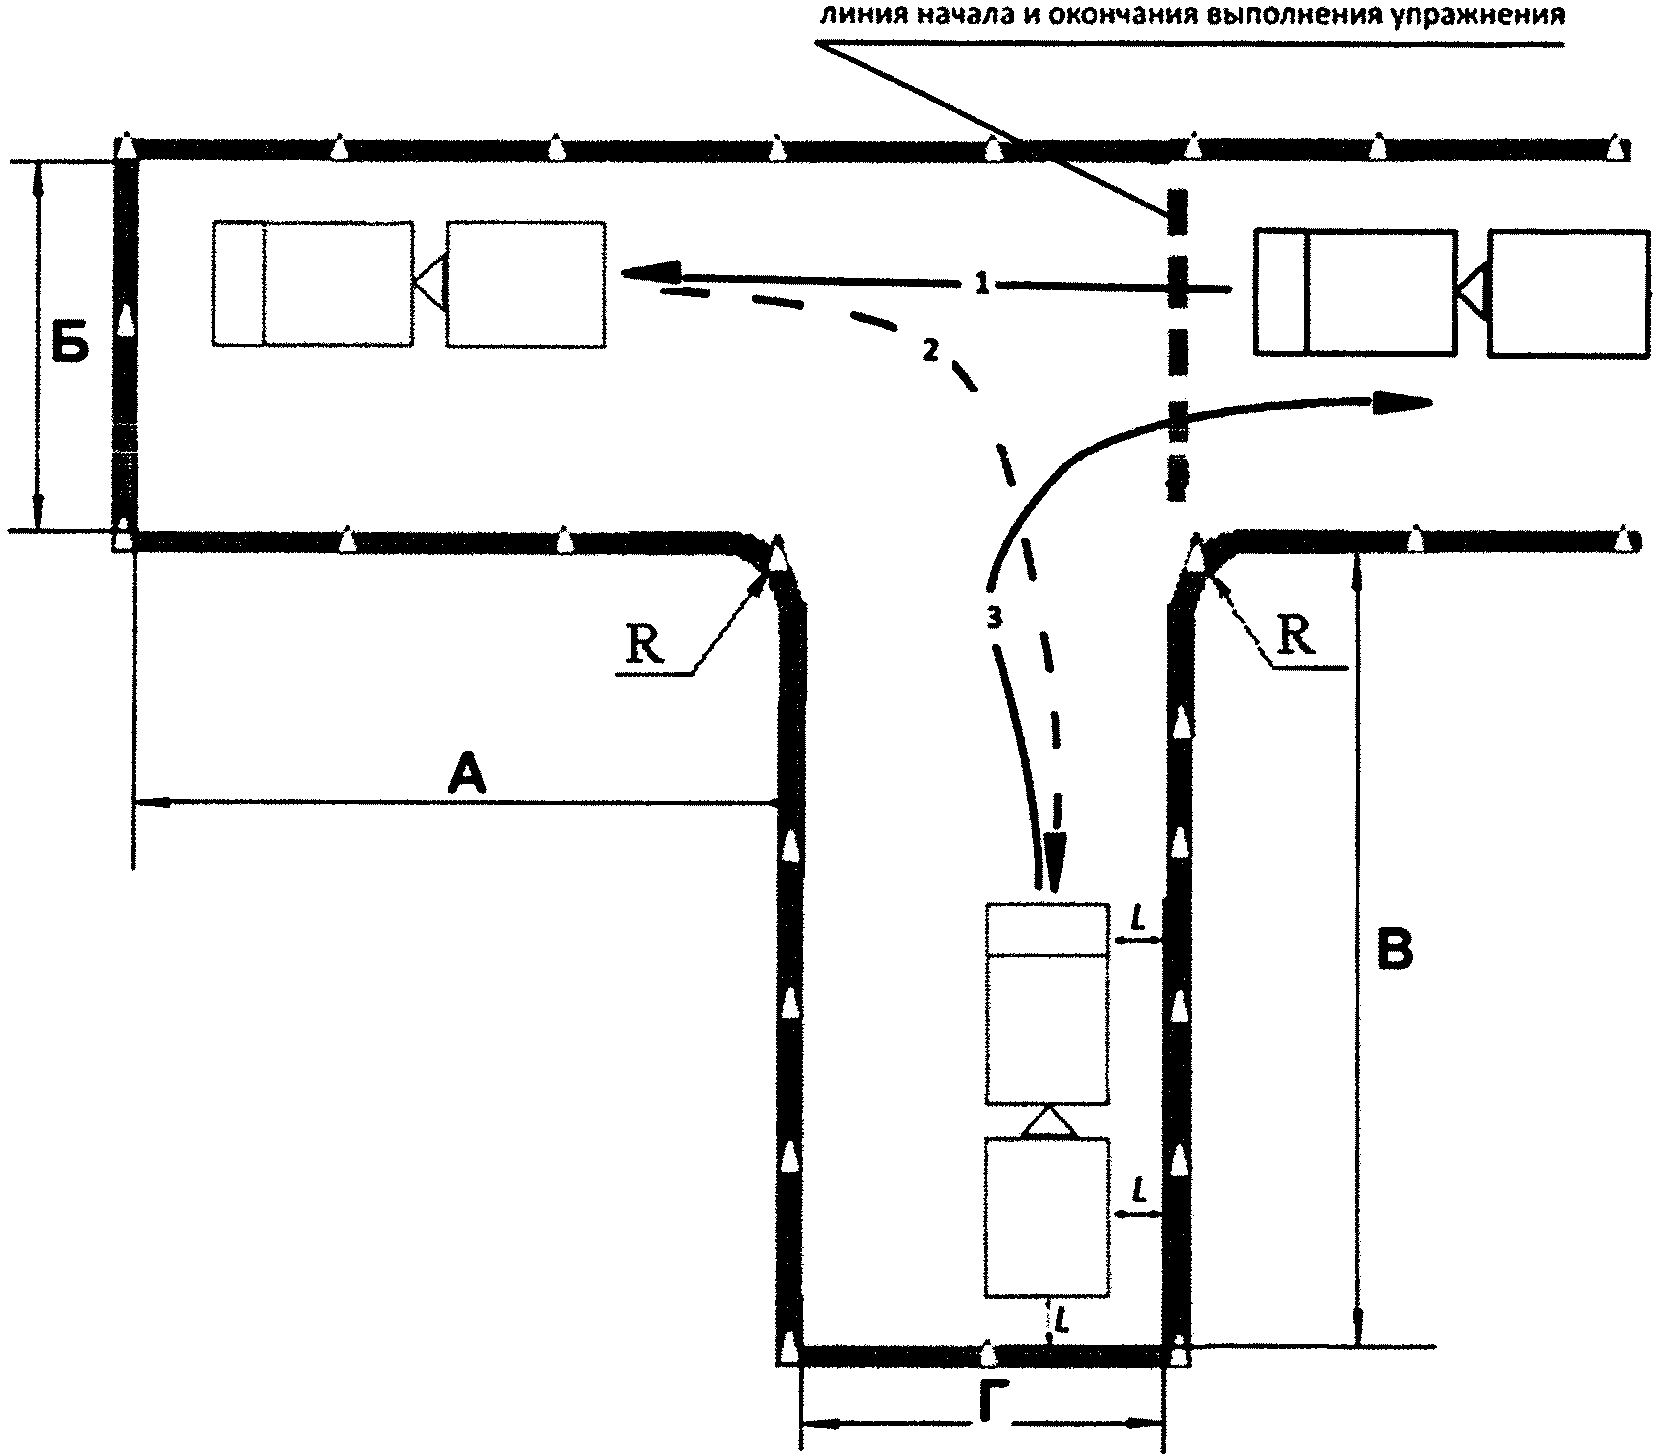 линия начала и окончания выполнения упражнения
1
Б
2
3
R
R
А
L
В
L
L
Г